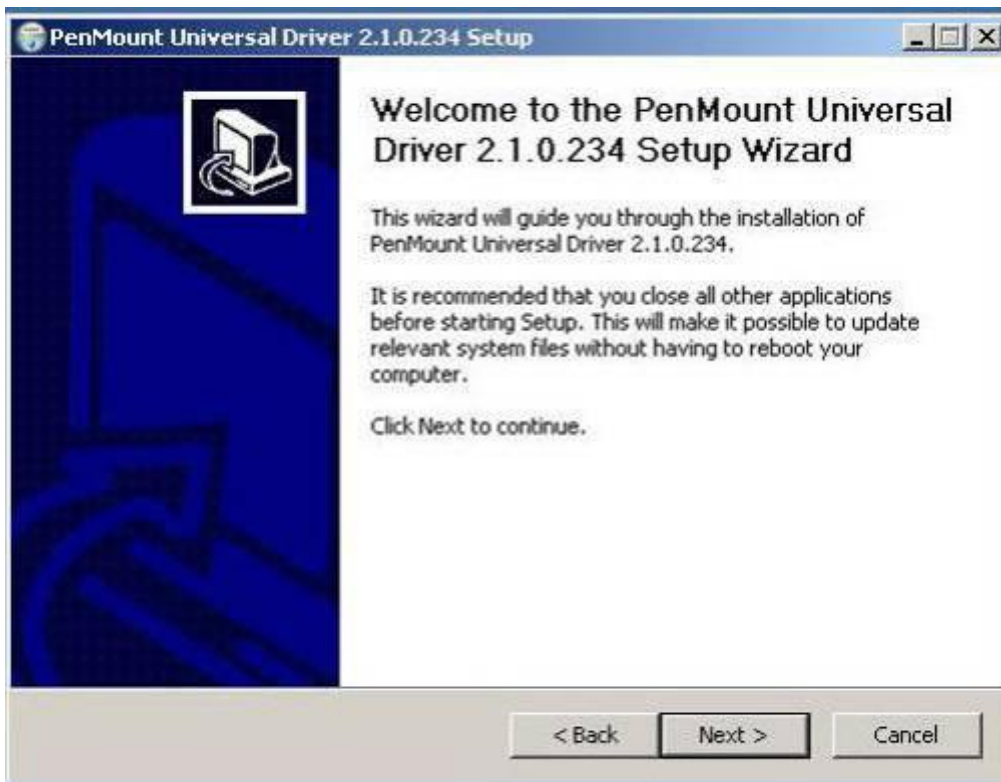 PenMount Universal Driver 2.1.0.234 Setup
Welcome to the PenMount Universal
Driver 2.1.0.234 Setup Wizard
This wizard will guide you through the installation of
PenMount Universal Driver 2.1.0.234.
It is recommended that you close all other applications
before starting Setup. This will make it possible to update
relevant system files without having to reboot your
computer.
Click Next to continue.
< Back
Next >
Cancel